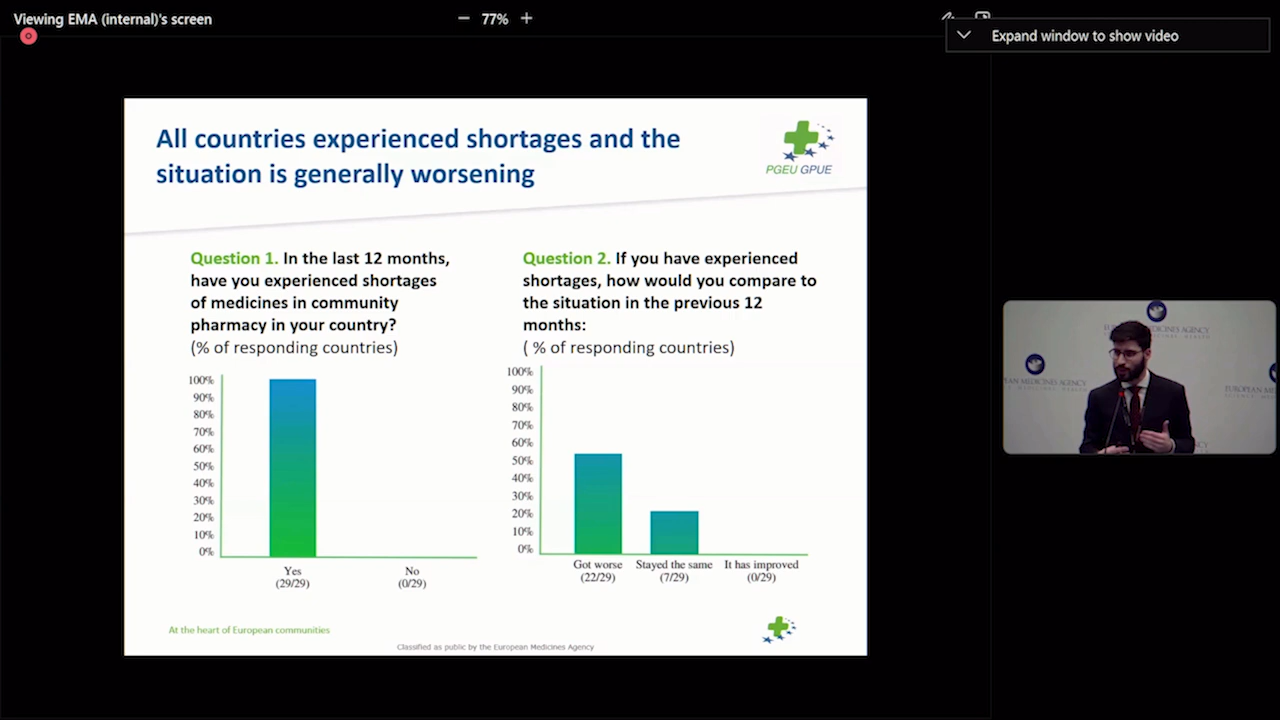 Viewing EMA (internal)'s screen
77%
Expand window to show video
All countries experienced shortages and the
situation is generally worsening
PGEU GPUE
Question 1. In the last 12 months,
have you experienced shortages
of medicines in community
pharmacy in your country?
(% of responding countries)
100%
90%
80%
70%
60%
50%
40%
30%
20%
10%
0%
Yes
(29/29)
No
(0/29)
Question 2. If you have experienced
shortages, how would you compare to
the situation in the previous 12
months:
( % of responding countries)
100%
90%
80%
70%
60%
50%
40%
30%
20%
10%
0%
Got worse
(22/29)
Stayed the same
(7/29)
It has improved
(0/29)
At the heart of European communities
Classified as public by the European Medicines Agency
MEDICINES AGENCY
MEDICINES AGENCY
EUROPEAN MED